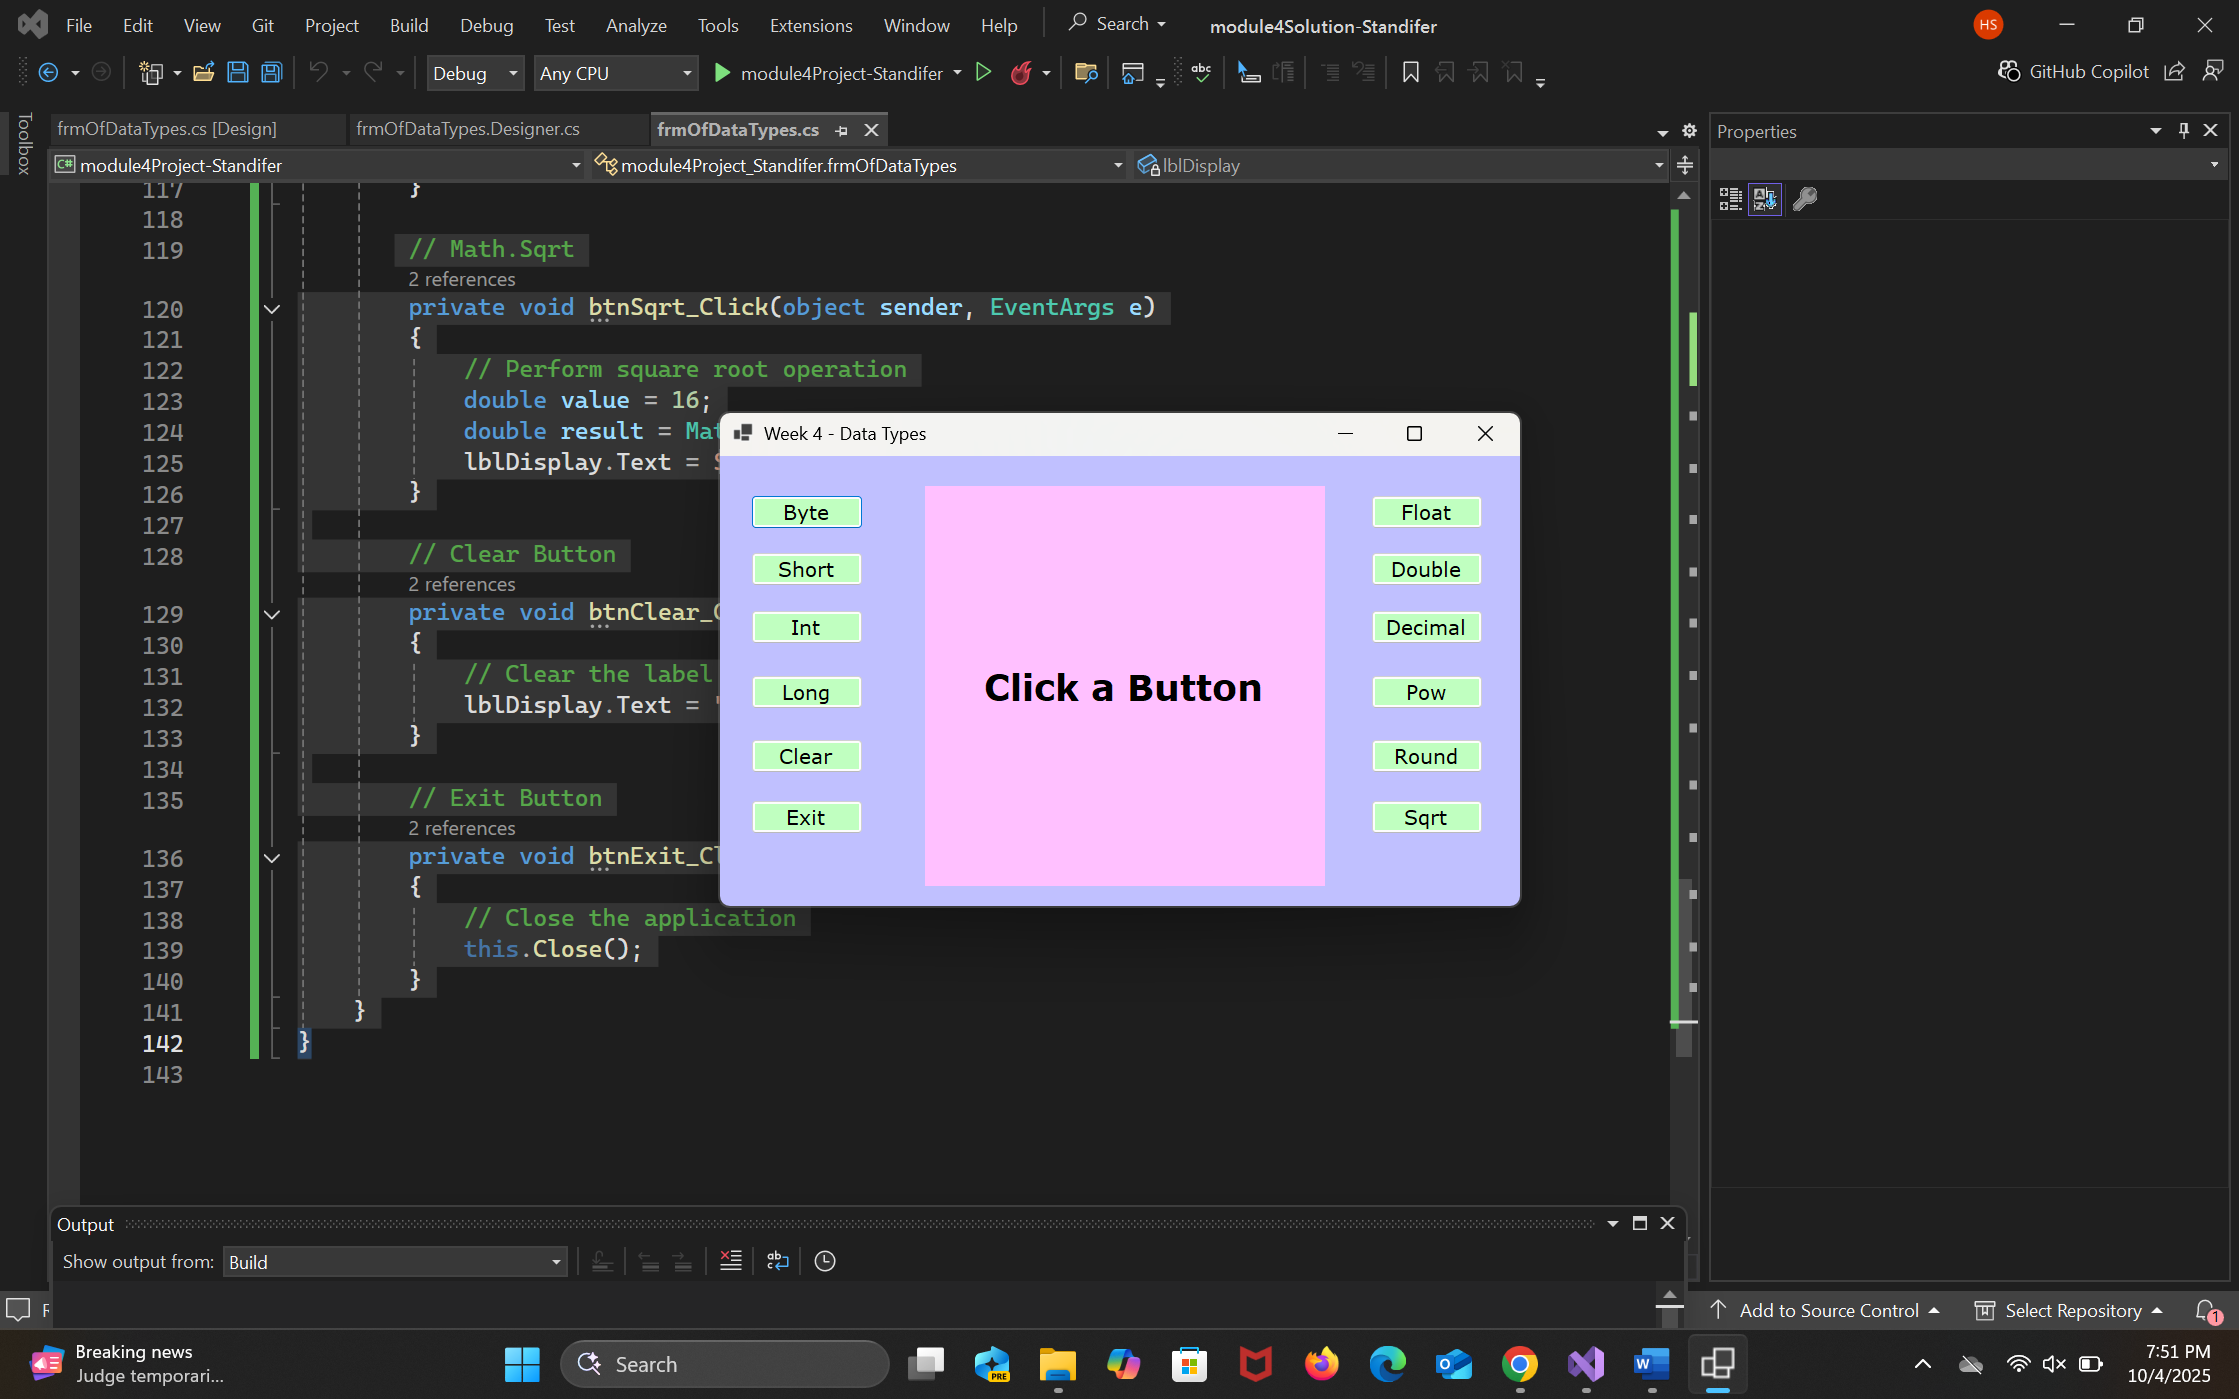 File Edit View Git Project Build Debug Test Analyze Tools Extensions Window Help Search module4Solution-Standifer HS
Debug Any CPU module4Project-Standifer GitHub Copilot
Toolbox
frmOfDataTypes.cs [Design] frmOfDataTypes.Designer.cs frmOfDataTypes.cs Properties
C# module4Project-Standifer module4Project_Standifer.frmOfDataTypes lblDisplay
117 }
118
119 // Math.Sqrt
2 references
120 private void btnSqrt_Click(object sender, EventArgs e)
121 {
122 // Perform square root operation
123 double value = 16;
124 double result = Mat
125 lblDisplay.Text =
126 }
127
128 // Clear Button
2 references
129 private void btnClear_
130 {
131 // Clear the label
132 lblDisplay.Text =
133 }
134
135 // Exit Button
2 references
136 private void btnExit_Cl
137 {
138 // Close the application
139 this.Close();
140 }
141 }
142 }
143
Week 4 - Data Types
Byte Float
Short Double
Int Decimal
Click a Button
Long Pow
Clear Round
Exit Sqrt
Output
Show output from: Build
Add to Source Control Select Repository 1
Breaking news
Judge temporari...
Search
PRE
7:51 PM
10/4/2025